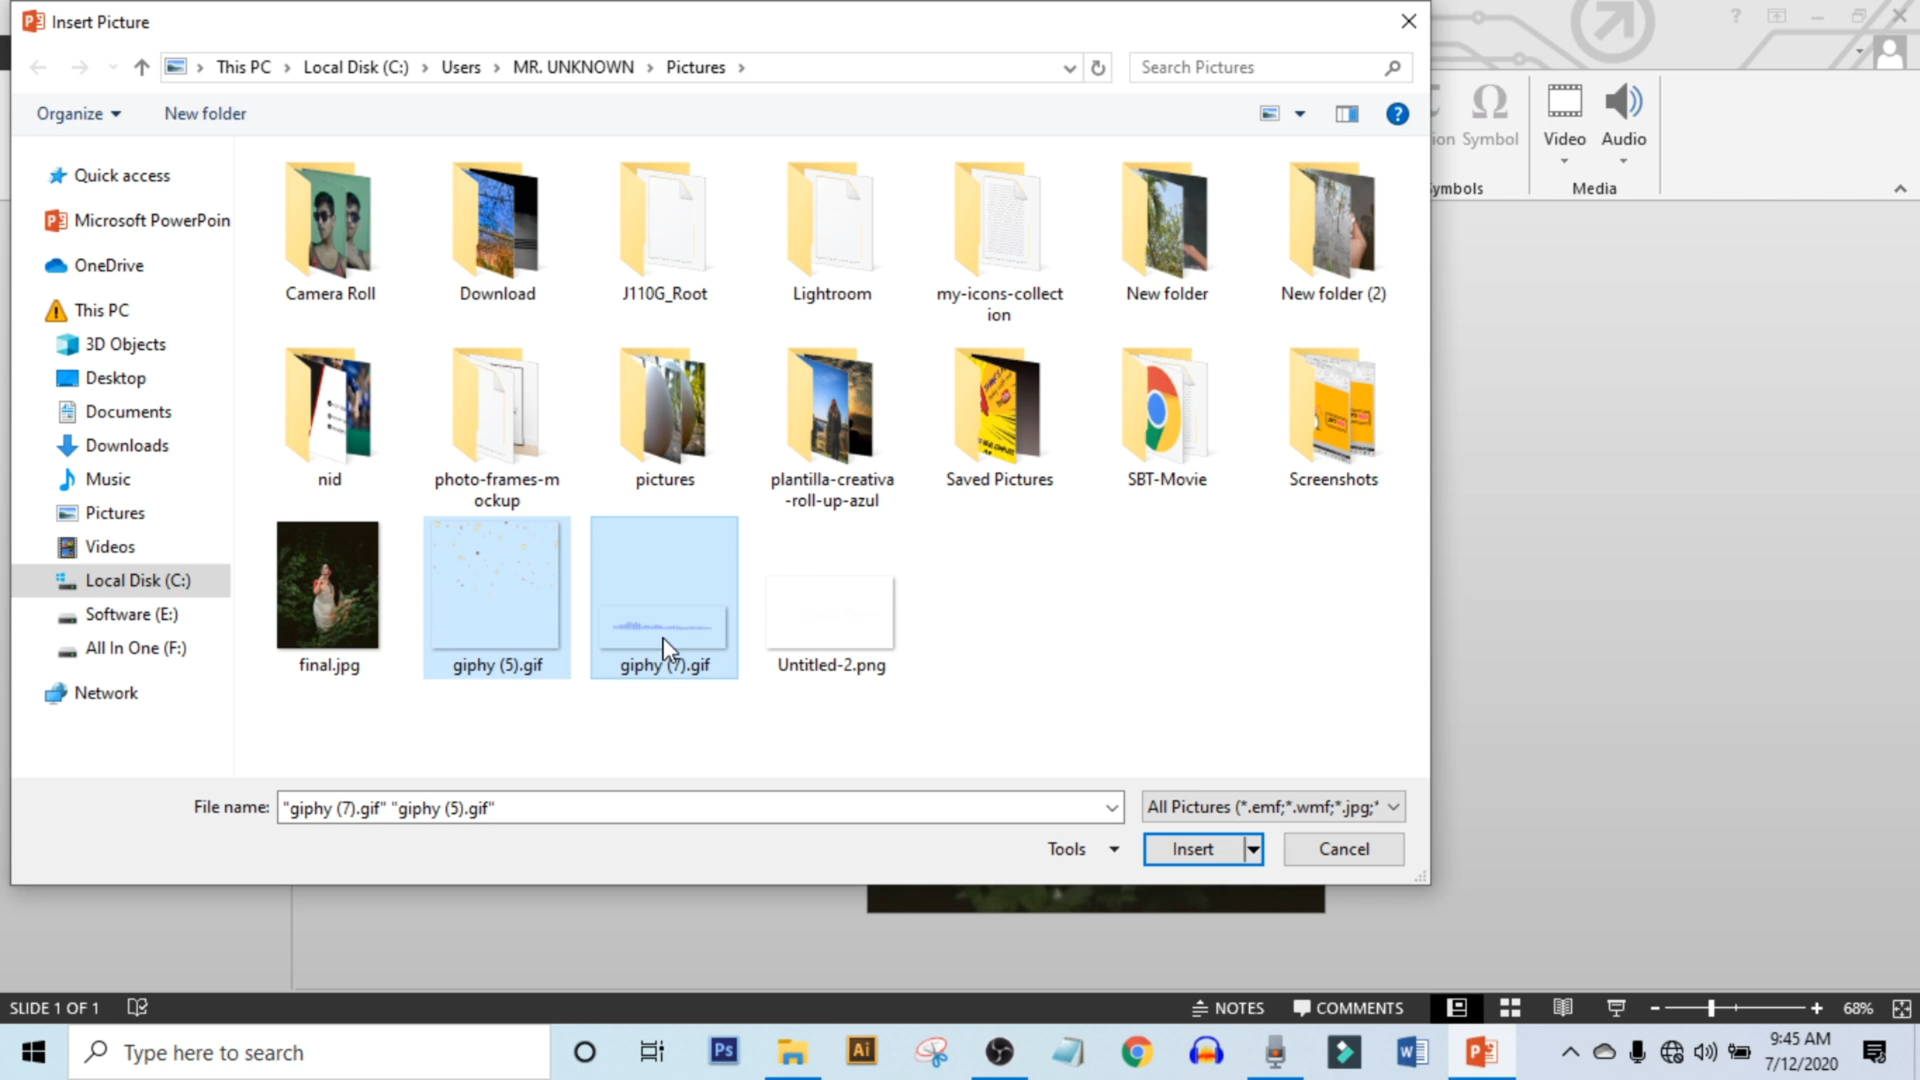 Insert Picture
This PC > Local Disk (C:) > Users > MR. UNKNOWN > Pictures >
Search Pictures
Organize
New folder
?
Symbol
Video
Audio
Media
Quick access
Microsoft PowerPoin
OneDrive
This PC
3D Objects
Desktop
Documents
Downloads
Music
Pictures
Videos
Local Disk (C:)
Software (E:)
All In One (F:)
Network
Camera Roll
Download
J110G_Root
Lightroom
my-icons-collect
ion
New folder
New folder (2)
nid
photo-frames-m
ockup
pictures
plantilla-creativa
-roll-up-azul
Saved Pictures
SBT-Movie
Screenshots
final.jpg
giphy (5).gif
giphy (7).gif
Untitled-2.png
File name:
"giphy (7).gif" "giphy (5).gif"
All Pictures (*.emf;*.wmf;*.jpg;*
Tools
Insert
Cancel
SLIDE 1 OF 1
NOTES
COMMENTS
68%
Type here to search
Ps
Ai
9:45 AM
7/12/2020